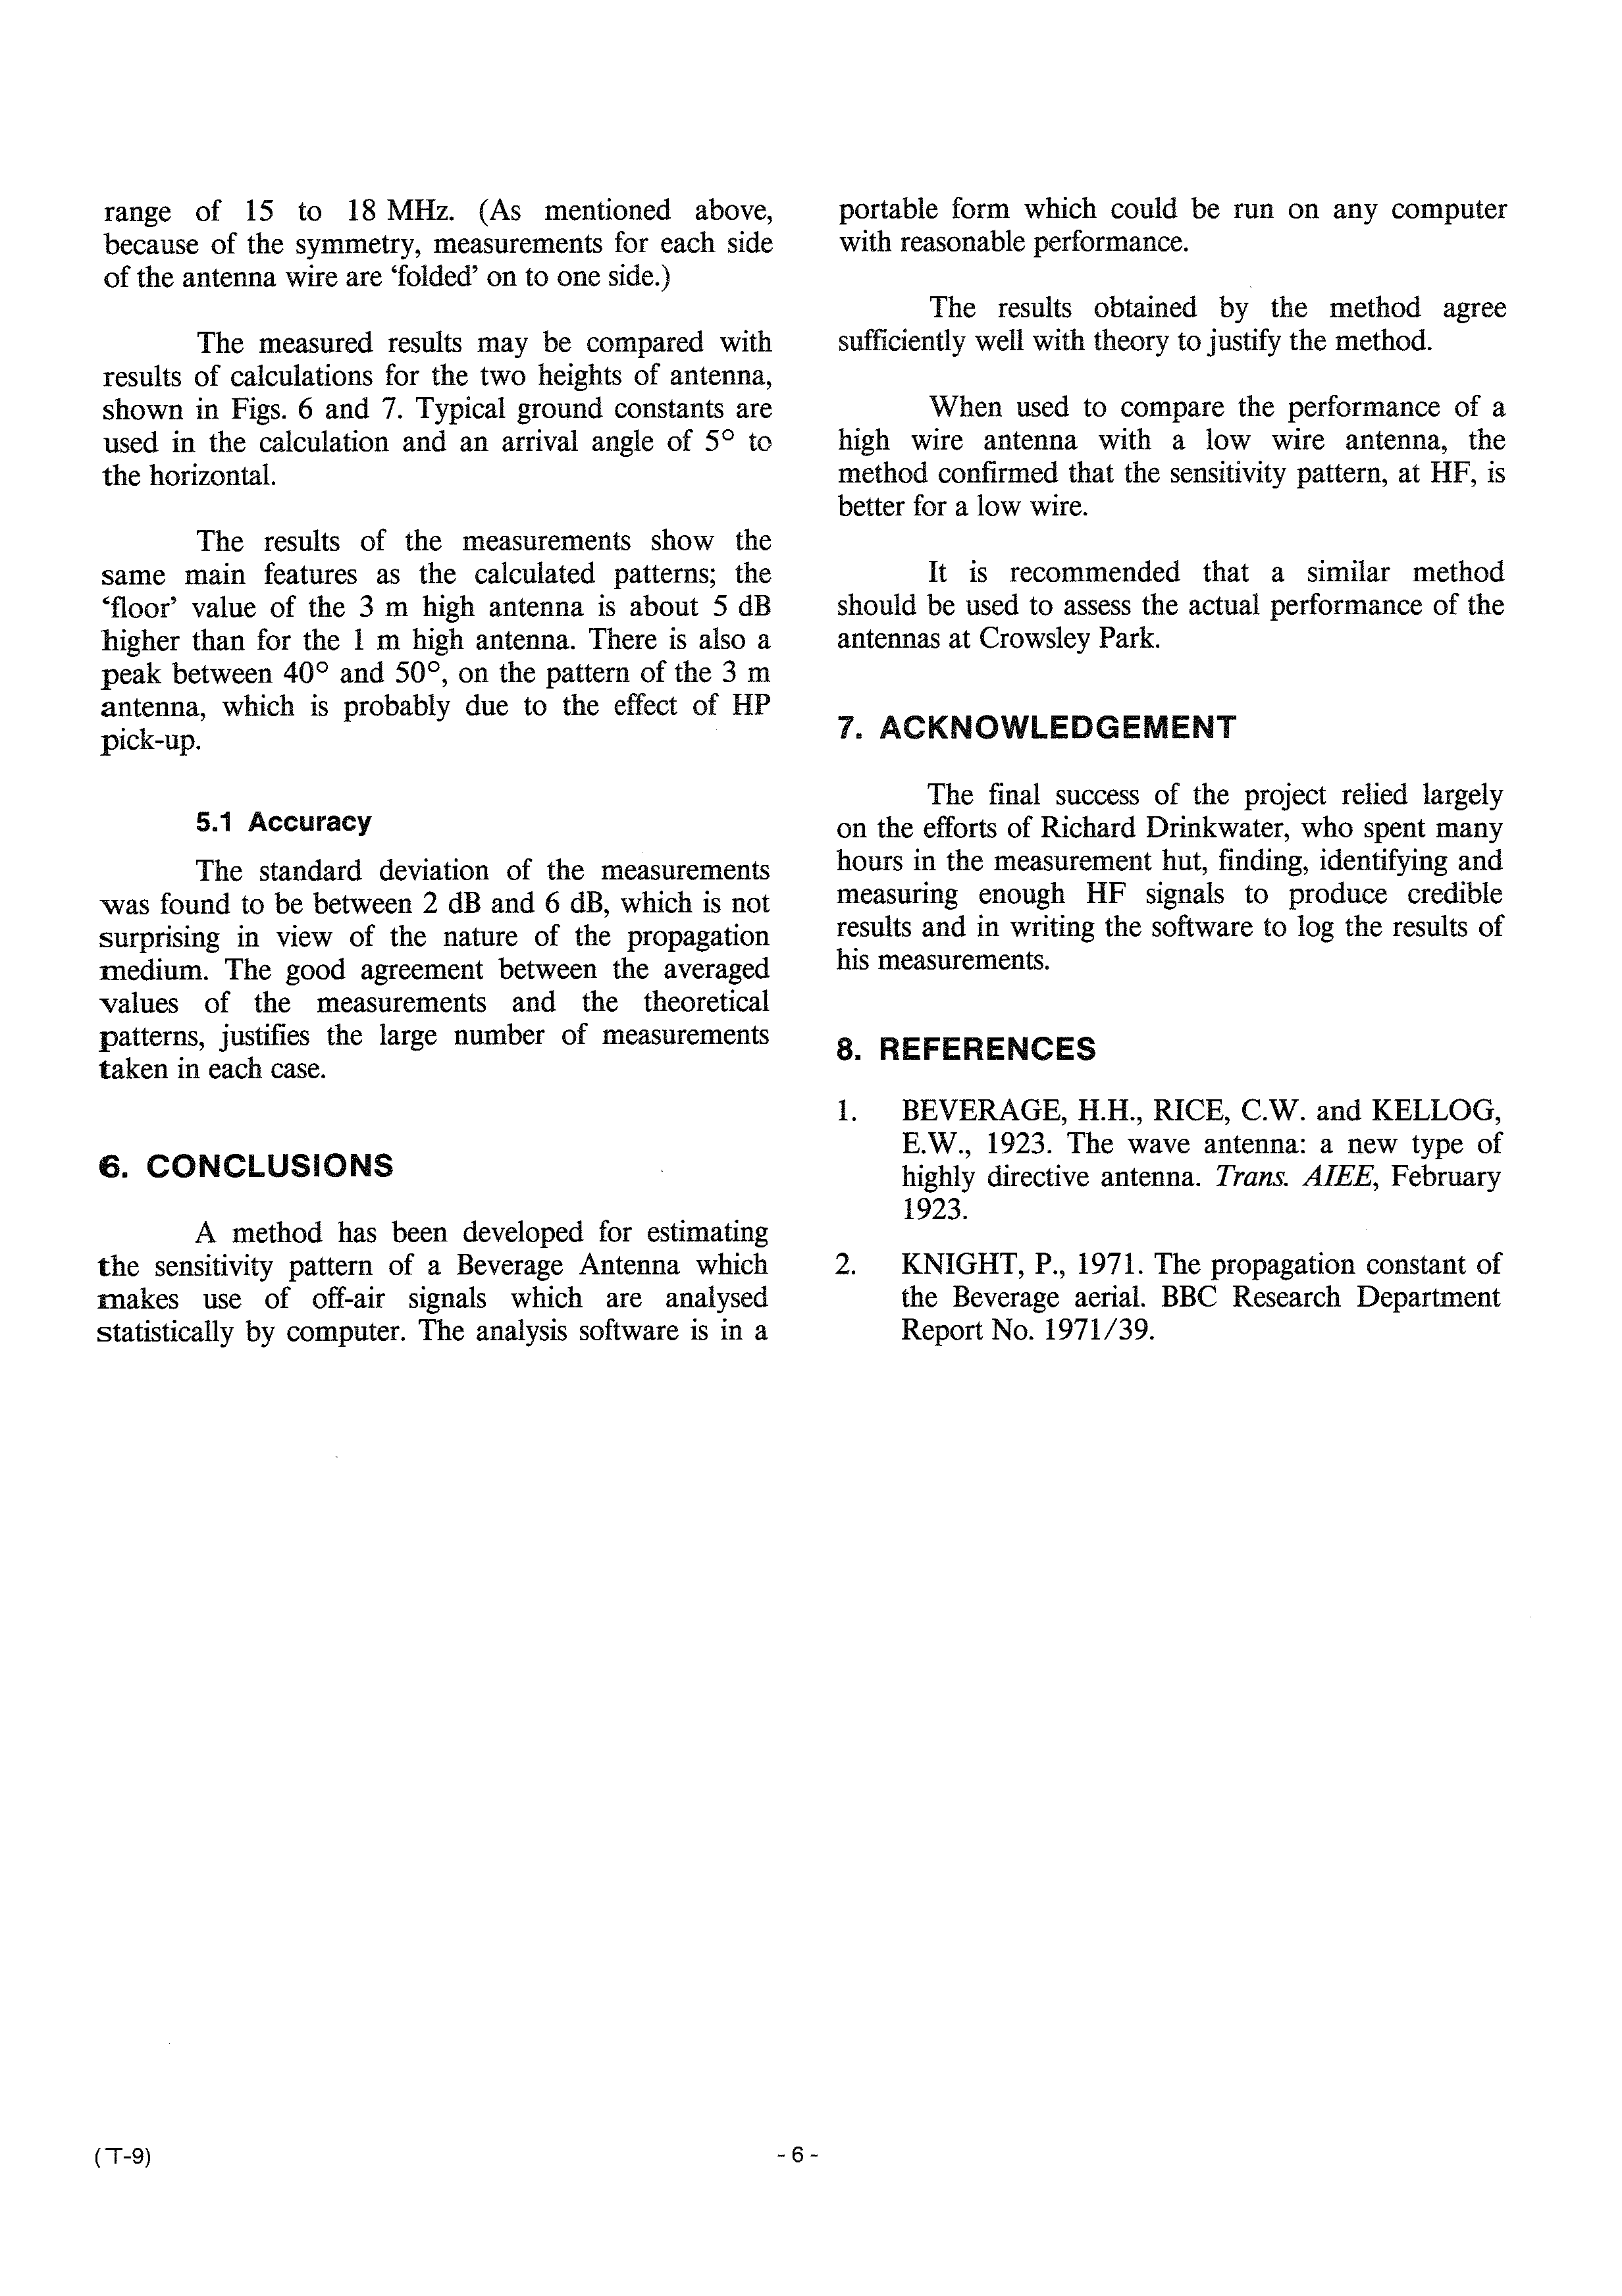 range of 15 to 18 MHz. (As mentioned above,
because of the symmetry, measurements for each side
of the antenna wire are ‘folded’ on to one side.)
The measured results may be compared with
results of calculations for the two heights of antenna,
shown in Figs. 6 and 7. Typical ground constants are
used in the calculation and an arrival angle of 5° to
the horizontal.
The results of the measurements show the
same main features as the calculated patterns; the
‘floor’ value of the 3 m high antenna is about 5 dB
higher than for the 1 m high antenna. There is also a
peak between 40° and 50°, on the pattern of the 3 m
antenna, which is probably due to the effect of HP
pick-up.
5.1 Accuracy
The standard deviation of the measurements
was found to be between 2 dB and 6 dB, which is not
surprising in view of the nature of the propagation
medium. The good agreement between the averaged
values of the measurements and the theoretical
patterns, justifies the large number of measurements
taken in each case.
6. CONCLUSIONS
A method has been developed for estimating
the sensitivity pattern of a Beverage Antenna which
makes use of off-air signals which are analysed
statistically by computer. The analysis software is in a
portable form which could be run on any computer
with reasonable performance.
The results obtained by the method agree
sufficiently well with theory to justify the method.
When used to compare the performance of a
high wire antenna with a low wire antenna, the
method confirmed that the sensitivity pattern, at HF, is
better for a low wire.
It is recommended that a similar method
should be used to assess the actual performance of the
antennas at Crowsley Park.
7. ACKNOWLEDGEMENT
The final success of the project relied largely
on the efforts of Richard Drinkwater, who spent many
hours in the measurement hut, finding, identifying and
measuring enough HF signals to produce credible
results and in writing the software to log the results of
his measurements.
8. REFERENCES
1. BEVERAGE, H.H., RICE, C.W. and KELLOG,
E.W., 1923. The wave antenna: a new type of
highly directive antenna. Trans. AIEE, February
1923.
2. KNIGHT, P., 1971. The propagation constant of
the Beverage aerial. BBC Research Department
Report No. 1971/39.
(T-9)
- 6 -